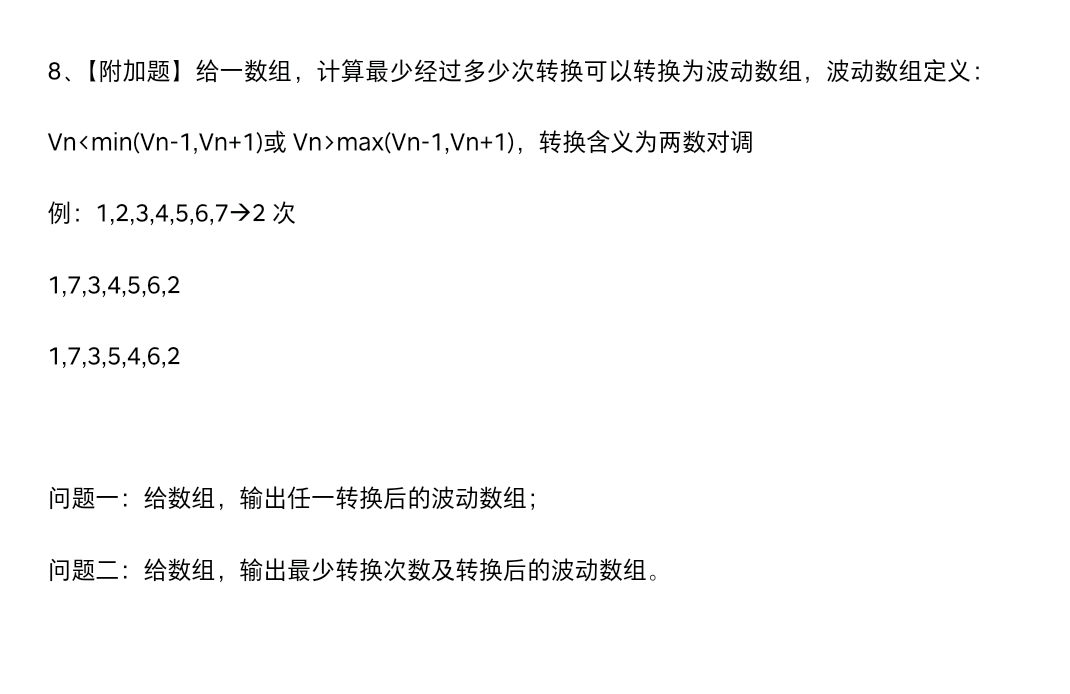 8、【附加题】给一数组，计算最少经过多少次转换可以转换为波动数组，波动数组定义：
Vn<min(Vn-1,Vn+1)或 Vn>max(Vn-1,Vn+1)，转换含义为两数对调
例：1,2,3,4,5,6,7→2 次
1,7,3,4,5,6,2
1,7,3,5,4,6,2
问题一：给数组，输出任一转换后的波动数组；
问题二：给数组，输出最少转换次数及转换后的波动数组。